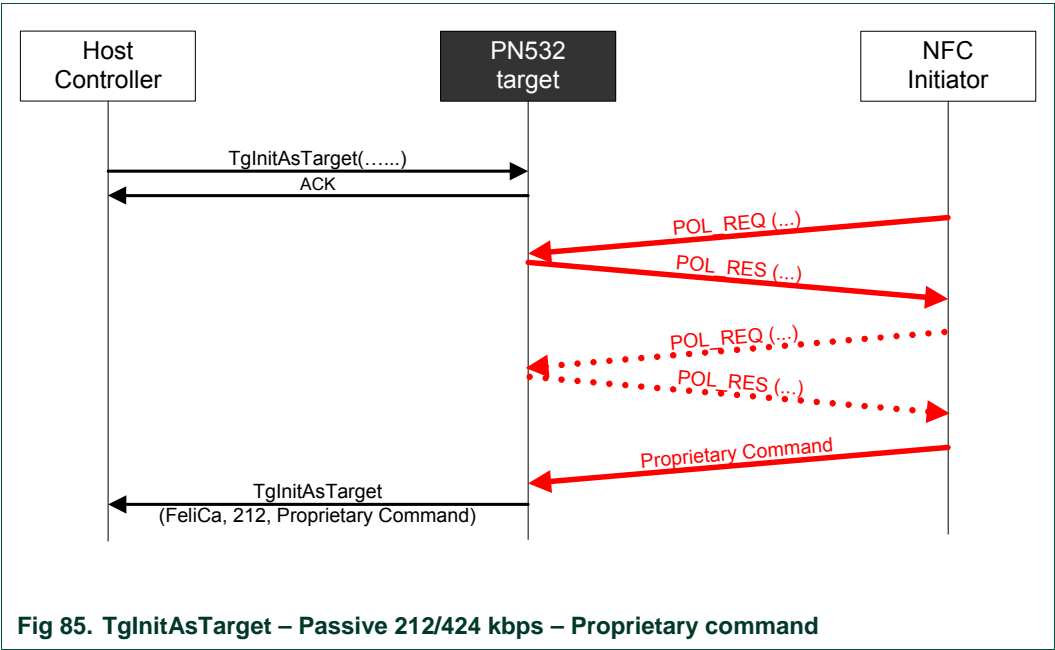 Host
Controller
PN532
target
NFC
Initiator
TgInitAsTarget(…...)
ACK
POL_REQ (...)
POL_RES (...)
POL_REQ (...)
POL_RES (...)
Proprietary Command
TgInitAsTarget
(FeliCa, 212, Proprietary Command)
Fig 85. TgInitAsTarget – Passive 212/424 kbps – Proprietary command